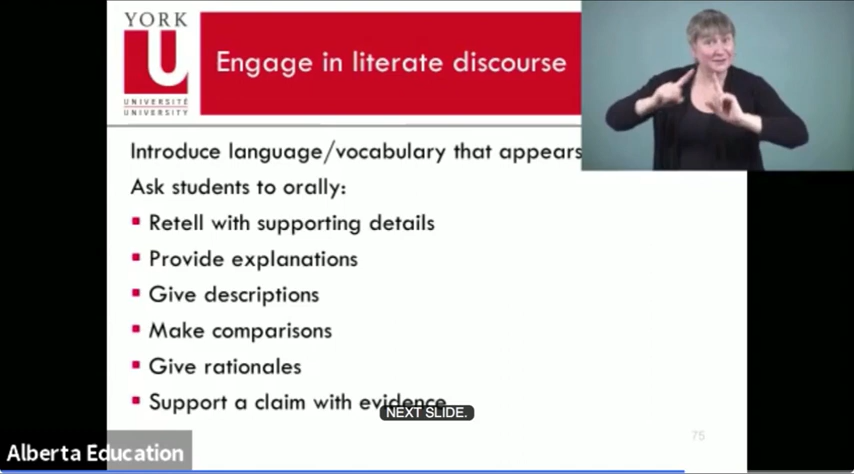 YORK
U
UNIVERSITÉ
UNIVERSITY
Engage in literate discourse
Introduce language/vocabulary that appears
Ask students to orally:
Retell with supporting details
Provide explanations
Give descriptions
Make comparisons
Give rationales
Support a claim with evidence
NEXT SLIDE.
75
Alberta Education